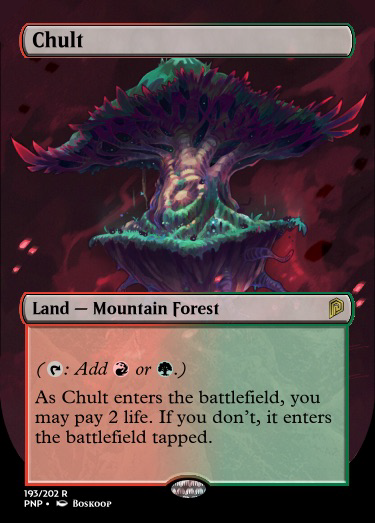 Chult
Land — Mountain Forest
(: Add or .)
As Chult enters the battlefield, you
may pay 2 life. If you don't, it enters
the battlefield tapped.
193/202 R
PNP • Boskoop